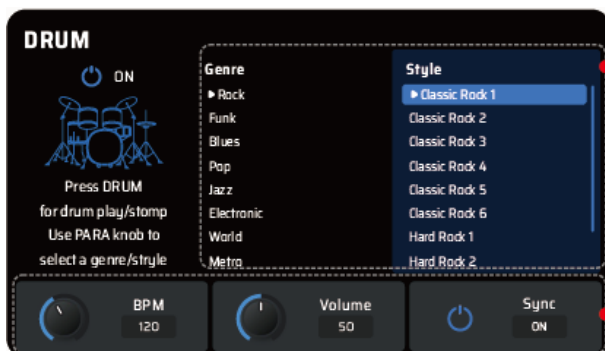 DRUM
ON
Press DRUM
for drum play/stomp
Use PARA knob to
select a genre/stryle
Genre
Rock
Funk
Blues
Pop
Jazz
Electronic
World
Metro
Style
Classic Rock 1
Classic Rock 2
Classic Rock 3
Classic Rock 4
Classic Rock 5
Classic Rock 6
Hard Rock 1
Hard Rock 2
BPM
120
Volume
50
Sync
ON